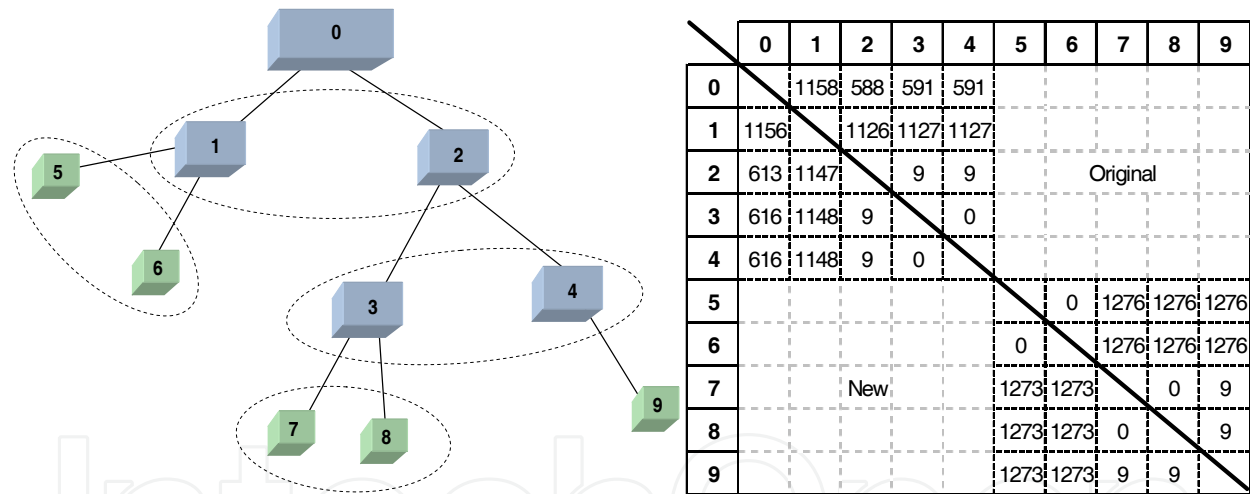 0
1
2
5
6
3
4
7
8
9
0 1 2 3 4 5 6 7 8 9
0 1158 588 591 591
1 1156 1126 1127 1127
2 613 1147 9 9 Original
3 616 1148 9 0
4 616 1148 9 0
5 0 1276 1276 1276
6 0 1276 1276 1276
7 New 1273 1273 0 9
8 1273 1273 0 9
9 1273 1273 9 9